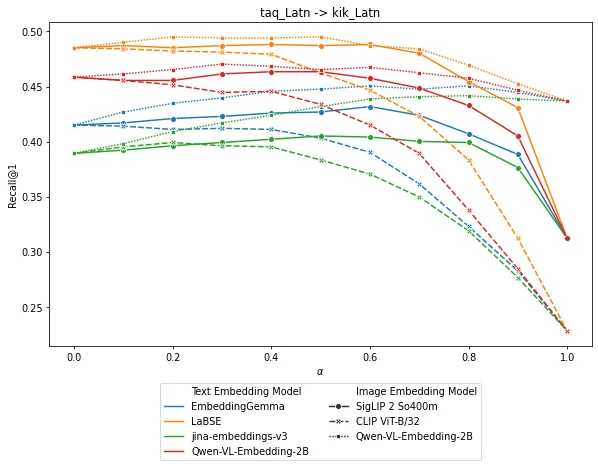 taq_Latn -> kik_Latn
Recall@1
0.50
0.45
0.40
0.35
0.30
0.25
0.0 0.2 0.4 0.6 0.8 1.0
α
Text Embedding Model
EmbeddingGemma
LaBSE
jina-embeddings-v3
Qwen-VL-Embedding-2B
Image Embedding Model
SigLIP 2 So400m
CLIP ViT-B/32
Qwen-VL-Embedding-2B